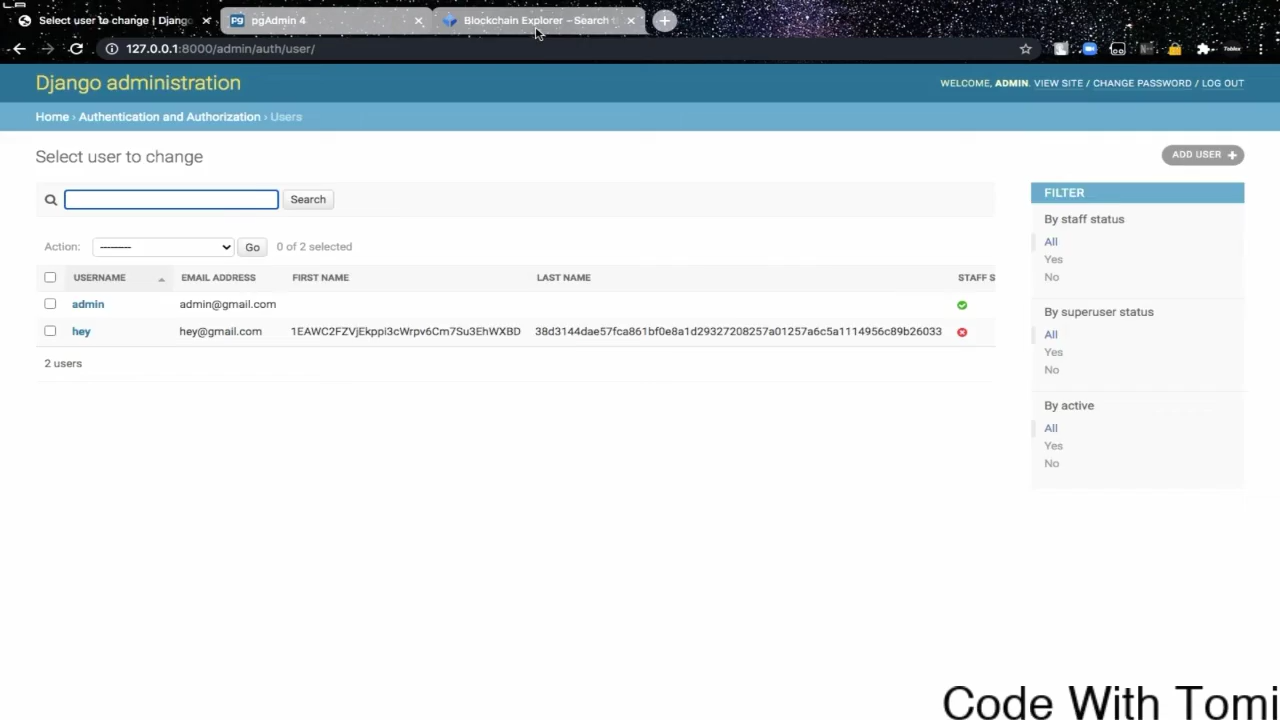 Select user to change | Djang
pgAdmin 4
Blockchain Explorer – Search
127.0.0.1:8000/admin/auth/user/
Django administration
WELCOME, ADMIN. VIEW SITE / CHANGE PASSWORD / LOG OUT
Home › Authentication and Authorization › Users
Select user to change
ADD USER +
Search
FILTER
By staff status
All
Yes
No
By superuser status
All
Yes
No
By active
All
Yes
No
Action: --------- Go 0 of 2 selected
USERNAME EMAIL ADDRESS FIRST NAME LAST NAME STAFF S
admin admin@gmail.com
hey hey@gmail.com 1EAWC2FZVjEkppi3cWrpv6Cm7Su3EhWXBD 38d3144dae57fca861bf0e8a1d29327208257a01257a6c5a1114956c89b26033
2 users
Code With Tomi